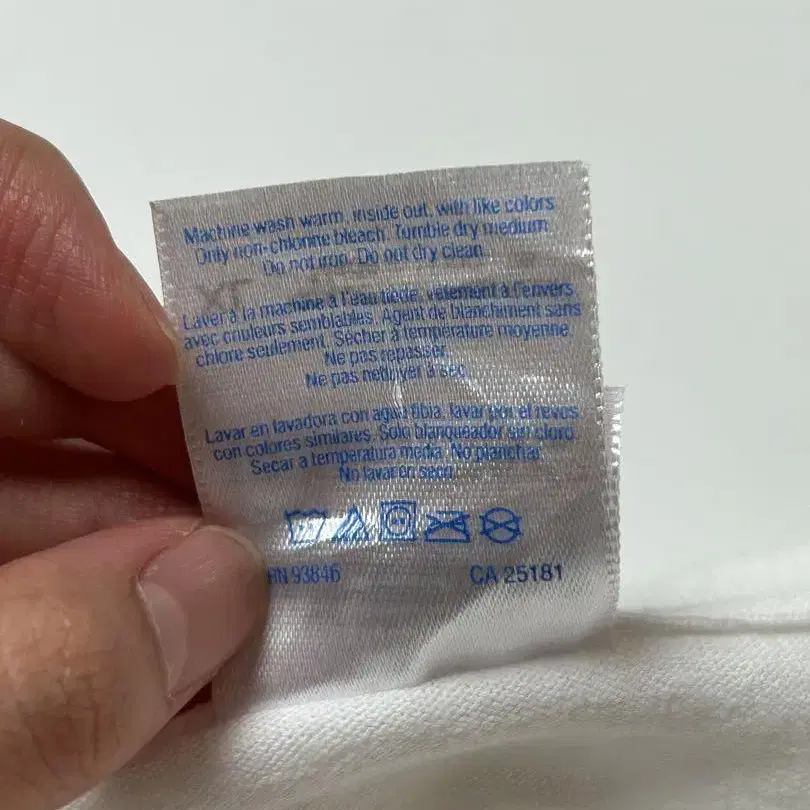 Machine wash warm, inside out, with like colors.
Only non-chlorine bleach. Tumble dry medium.
Do not iron. Do not dry clean.
Laver à la machine à l'eau tiède, vêtement à l'envers,
avec couleurs semblables. Agent de blanchiment sans
chlore seulement. Sécher à température moyenne.
Ne pas repasser.
Ne pas nettoyer à sec.
Lavar en lavadora con agua tibia, lavar por el reves,
con colores similares. Solo blanqueador sin cloro.
Secar a temperatura media. No planchar.
No lavar en seco.
RN 93846
CA 25181